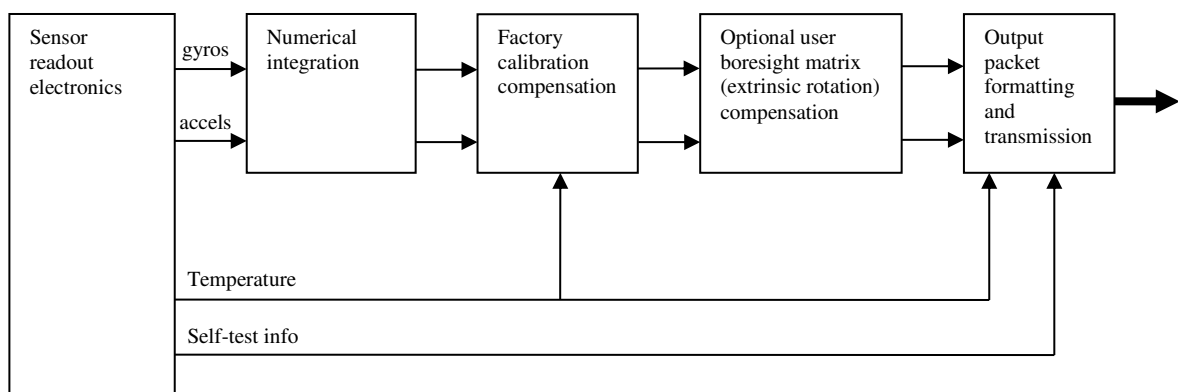 Sensor
readout
electronics
gyros
accels
Numerical
integration
Factory
calibration
compensation
Optional user
boresight matrix
(extrinsic rotation)
compensation
Output
packet
formatting
and
transmission
Temperature
Self-test info